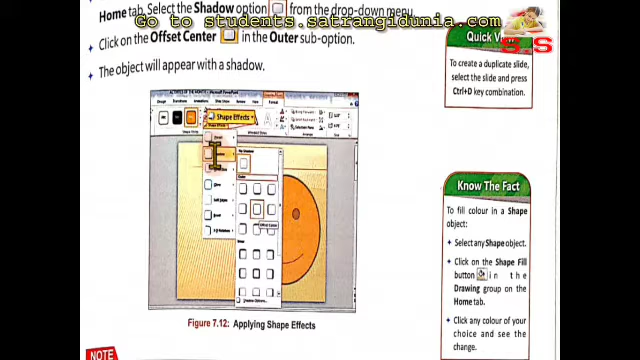 Home tab. Select the Shadow option from the drop-down menu.
Go to students.satrangidunia.com
S.S
Click on the Offset Center in the Outer sub-option.
The object will appear with a shadow.
Quick View
To create a duplicate slide,
select the slide and press
Ctrl+D key combination.
Shape Effects
Figure 7.12: Applying Shape Effects
Know The Fact
To fill colour in a Shape
object:
Select any Shape object.
Click on the Shape Fill
button in the
Drawing group on the
Home tab.
Click any colour of your
choice and see the
change.
NOTE